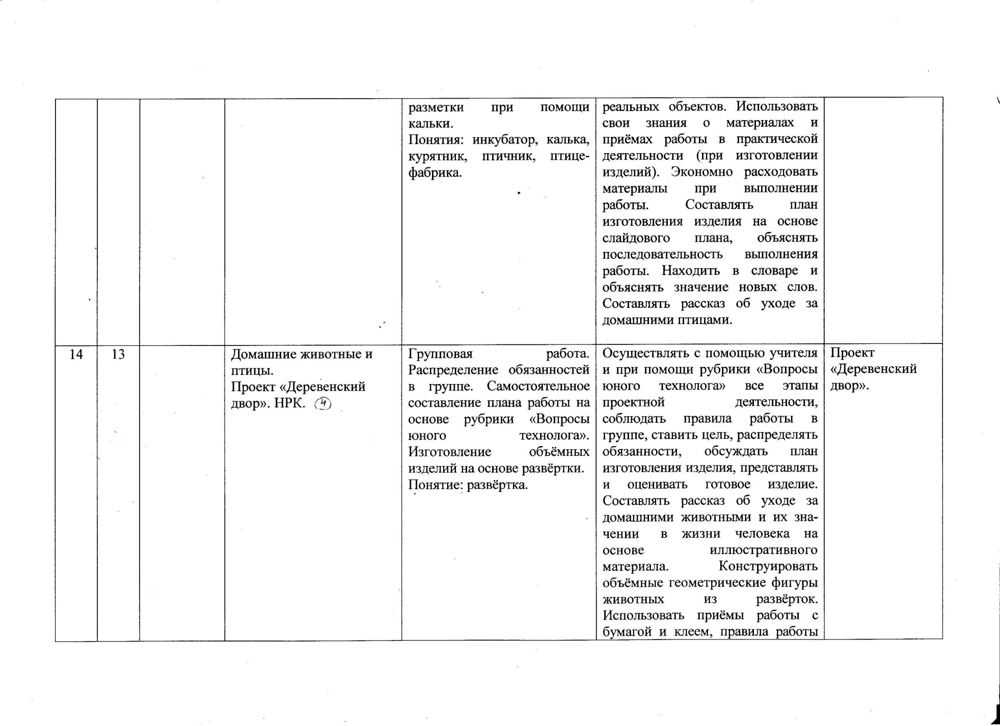 разметки при помощи
кальки.
Понятия: инкубатор, калька,
курятник, птичник, птице-
фабрика.
реальных объектов. Использовать
свои знания о материалах и
приёмах работы в практической
деятельности (при изготовлении
изделий). Экономно расходовать
материалы при выполнении
работы. Составлять план
изготовления изделия на основе
слайдового плана, объяснять
последовательность выполнения
работы. Находить в словаре и
объяснять значение новых слов.
Составлять рассказ об уходе за
домашними птицами.
14
13
Домашние животные и
птицы.
Проект «Деревенский
двор». НРК. 4
Групповая работа.
Распределение обязанностей
в группе. Самостоятельное
составление плана работы на
основе рубрики «Вопросы
юного технолога».
Изготовление объёмных
изделий на основе развёртки.
Понятие: развёртка.
Осуществлять с помощью учителя
и при помощи рубрики «Вопросы
юного технолога» все этапы
проектной деятельности,
соблюдать правила работы в
группе, ставить цель, распределять
обязанности, обсуждать план
изготовления изделия, представлять
и оценивать готовое изделие.
Составлять рассказ об уходе за
домашними животными и их зна-
чении в жизни человека на
основе иллюстративного
материала. Конструировать
объёмные геометрические фигуры
животных из развёрток.
Использовать приёмы работы с
бумагой и клеем, правила работы
Проект
«Деревенский
двор».